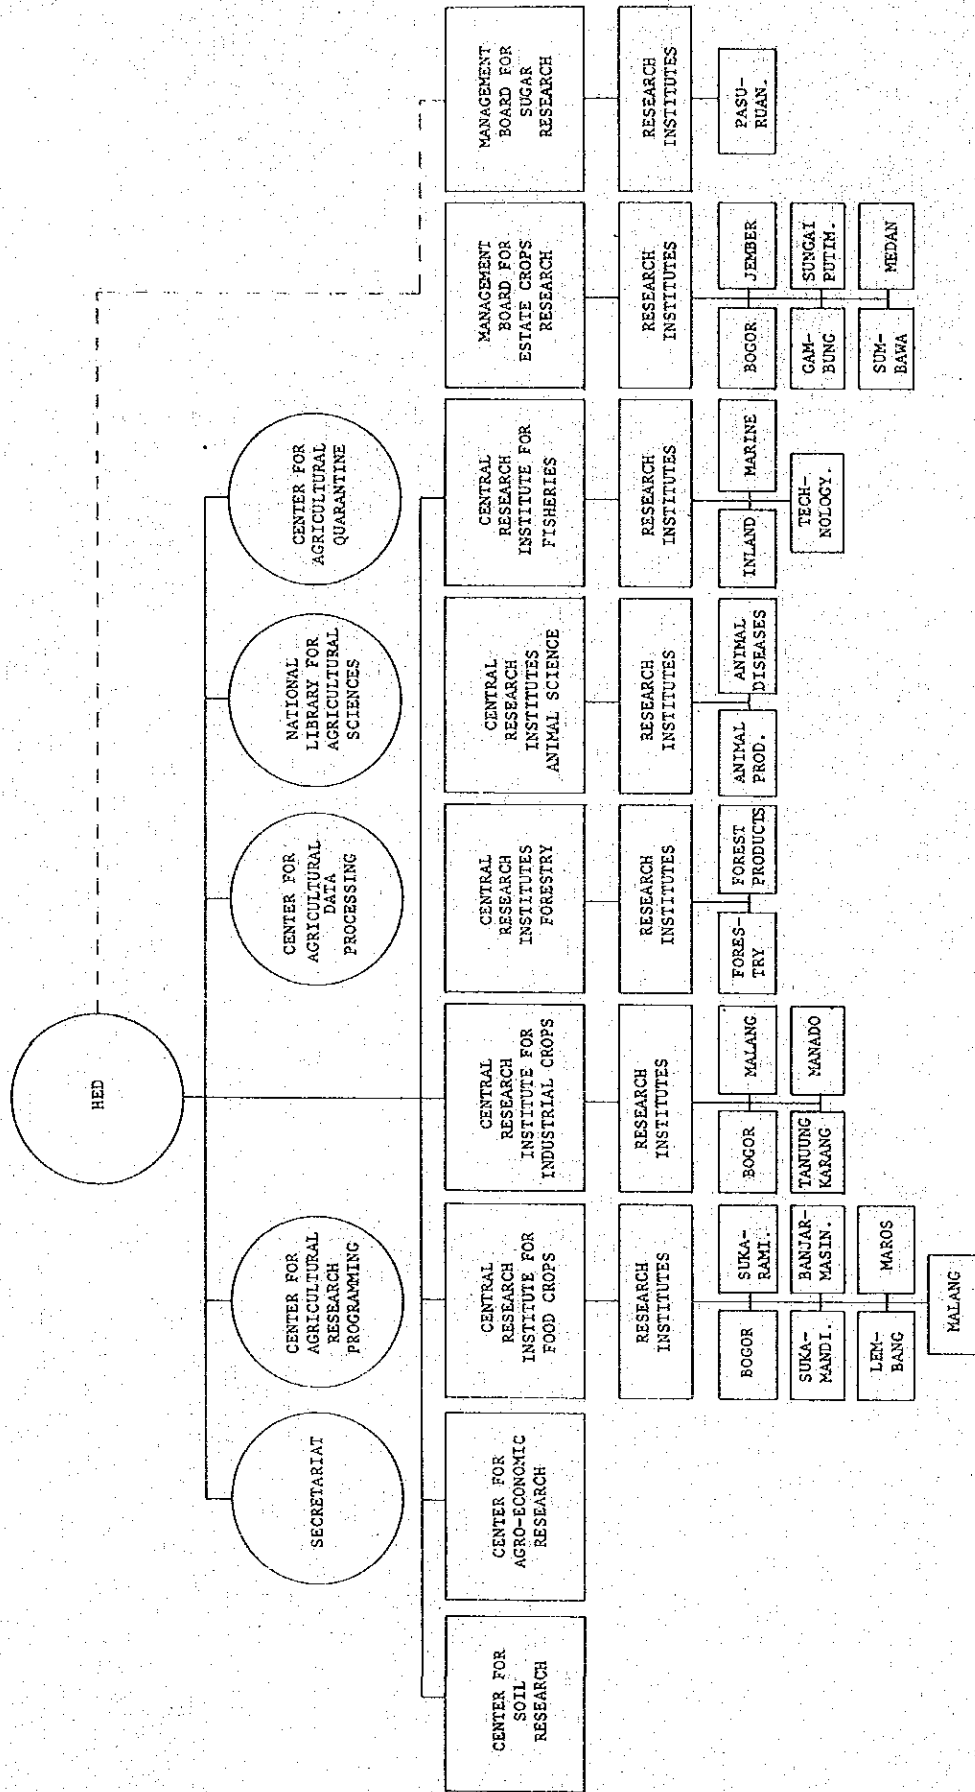 HED
SECRETARIAT
CENTER FOR
AGRICULTURAL
RESEARCH
PROGRAMMING
CENTER FOR
AGRICULTURAL
DATA
PROCESSING
NATIONAL
LIBRARY FOR
AGRICULTURAL
SCIENCES
CENTER FOR
AGRICULTURAL
QUARANTINE
CENTER FOR
SOIL
RESEARCH
CENTER FOR
AGRO-ECONOMIC
RESEARCH
CENTRAL
RESEARCH
INSTITUTE FOR
FOOD CROPS
CENTRAL
RESEARCH
INSTITUTE FOR
INDUSTRIAL CROPS
CENTRAL
RESEARCH
INSTITUTES
FORESTRY
CENTRAL
RESEARCH
INSTITUTES
ANIMAL SCIENCE
CENTRAL
RESEARCH
INSTITUTE FOR
FISHERIES
MANAGEMENT
BOARD FOR
ESTATE CROPS
RESEARCH
MANAGEMENT
BOARD FOR
SUGAR
RESEARCH
RESEARCH
INSTITUTES
RESEARCH
INSTITUTES
RESEARCH
INSTITUTES
RESEARCH
INSTITUTES
RESEARCH
INSTITUTES
RESEARCH
INSTITUTES
RESEARCH
INSTITUTES
BOGOR
SUKA-
RAMI.
SUKA-
MANDI.
BANJAR-
MASIN.
LEM-
BANG
MAROS
MALANG
BOGOR
MALANG
TANJUNG
KARANG
MANADO
FORES-
TRY
FOREST
PRODUCTS
ANIMAL
PROD.
ANIMAL
DISEASES
INLAND
MARINE
TECH-
NOLOGY.
BOGOR
JEMBER
GAM-
BUNG
SUNGAI
PUTIM.
SUM-
BAWA
MEDAN
PASU-
RUAN.